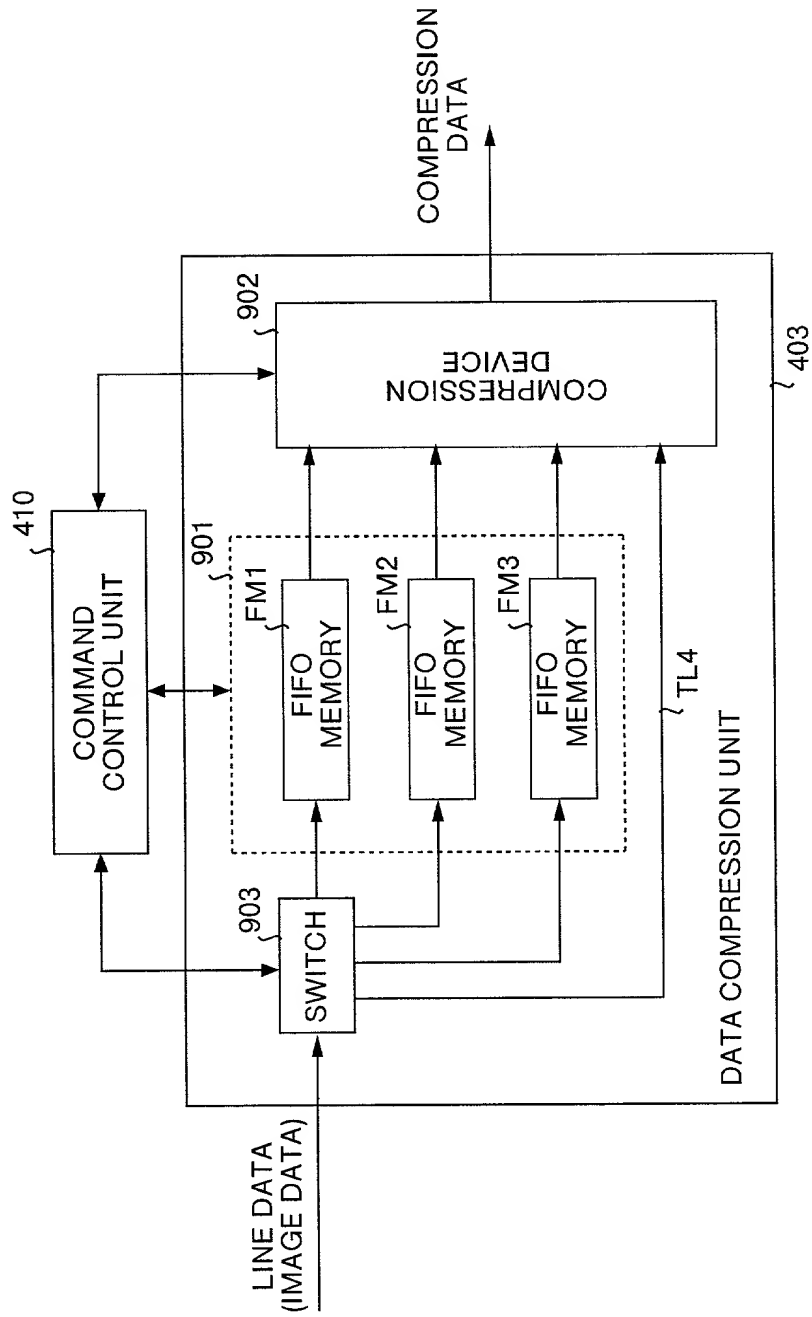 410
COMMAND
CONTROL UNIT
LINE DATA
(IMAGE DATA)
903
SWITCH
901
FM1
FIFO
MEMORY
FM2
FIFO
MEMORY
FM3
FIFO
MEMORY
TL4
902
COMPRESSION
DEVICE
COMPRESSION
DATA
DATA COMPRESSION UNIT
403